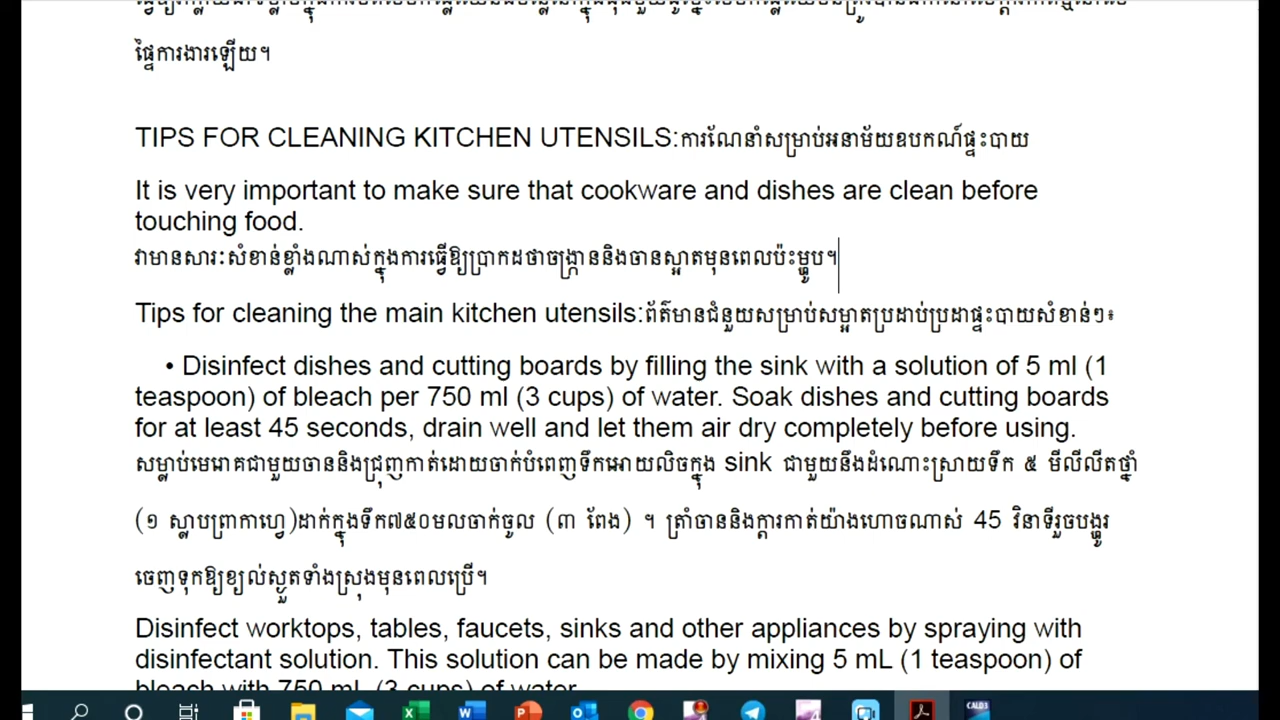 ផ្ទៃការងារឡើយ។
TIPS FOR CLEANING KITCHEN UTENSILS:ការណែនាំសម្រាប់អនាម័យឧបករណ៍ផ្ទះបាយ
It is very important to make sure that cookware and dishes are clean before
touching food.
វាមានសារៈសំខាន់ខ្លាំងណាស់ក្នុងការធ្វើឱ្យប្រាកដថាចង្ក្រាននិងចានស្អាតមុនពេលប៉ះម្ហូប។
Tips for cleaning the main kitchen utensils:ព័ត៌មានជំនួយសម្រាប់សម្អាតប្រដាប់ប្រដាផ្ទះបាយសំខាន់ៗ៖
• Disinfect dishes and cutting boards by filling the sink with a solution of 5 ml (1
teaspoon) of bleach per 750 ml (3 cups) of water. Soak dishes and cutting boards
for at least 45 seconds, drain well and let them air dry completely before using.
សម្លាប់មេរោគជាមួយចាននិងជ្រុញកាត់ដោយចាក់បំពេញទឹកអោយលិចក្នុង sink ជាមួយនឹងដំណោះស្រាយទឹក ៥ មីលីលីតថ្នាំ
(១ ស្លាបព្រាកាហ្វេ)ដាក់ក្នុងទឹក៧៥០មលចាក់ចូល (៣ ពែង) ។ ត្រាំចាននិងក្តារកាត់យ៉ាងហោចណាស់ 45 វិនាទីរួចបង្ហូរ
ចេញទុកឱ្យខ្យល់ស្ងួតទាំងស្រុងមុនពេលប្រើ។
Disinfect worktops, tables, faucets, sinks and other appliances by spraying with
disinfectant solution. This solution can be made by mixing 5 mL (1 teaspoon) of
bleach with 750 mL (3 cups) of water.
CALD3